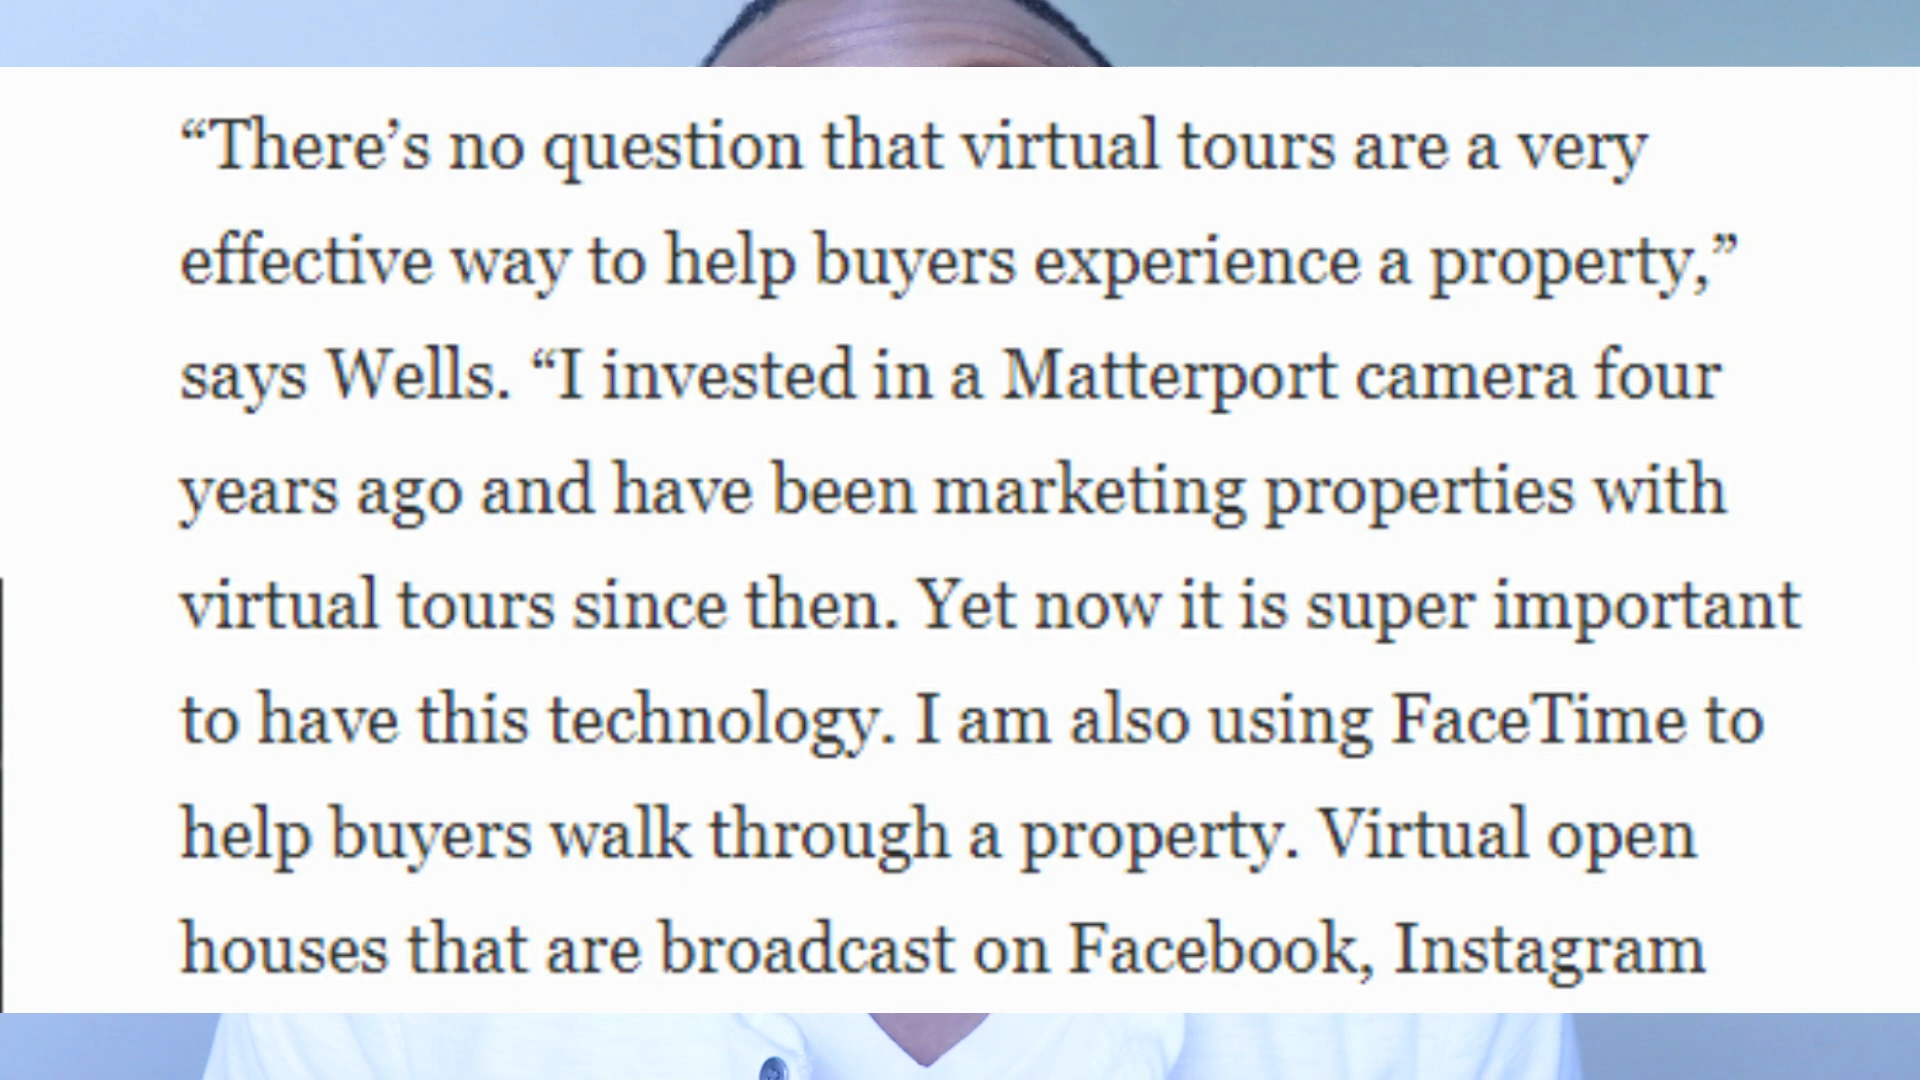 “There’s no question that virtual tours are a very
effective way to help buyers experience a property,”
says Wells. “I invested in a Matterport camera four
years ago and have been marketing properties with
virtual tours since then. Yet now it is super important
to have this technology. I am also using FaceTime to
help buyers walk through a property. Virtual open
houses that are broadcast on Facebook, Instagram